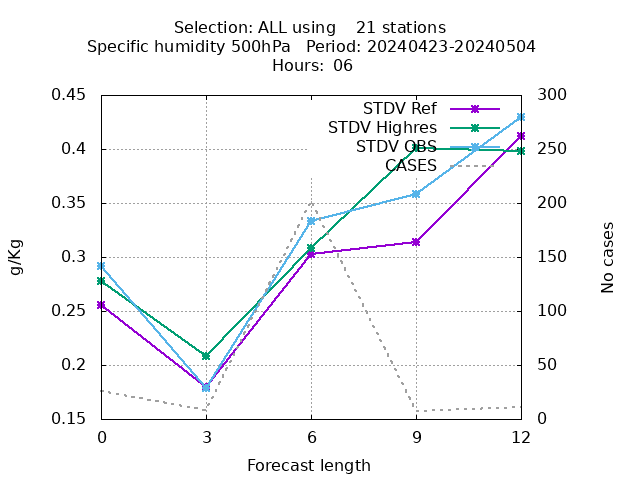 Selection: ALL using    21 stations
Specific humidity 500hPa   Period: 20240423-20240504
Hours:  06
0.45
0.4
0.35
0.3
0.25
0.2
0.15
300
250
200
150
100
50
0
STDV Ref
STDV Highres
STDV OBS
CASES
g/Kg
No cases
0 3 6 9 12
Forecast length